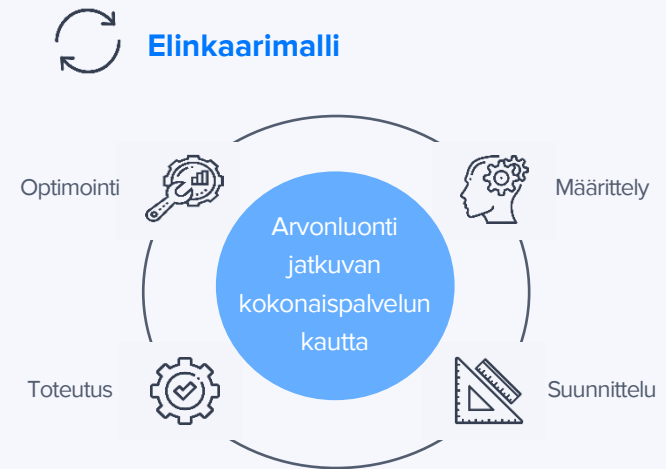 Elinkaarimalli
Optimointi
Määrittely
Arvonluonti
jatkuvan
kokonaispalvelun
kautta
Toteutus
Suunnittelu